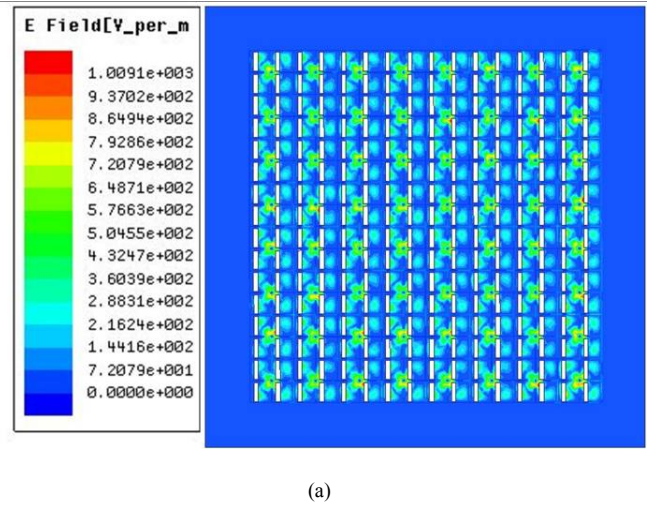 E Field[V_per_m
1.0091e+003
9.3702e+002
8.6494e+002
7.9286e+002
7.2079e+002
6.4871e+002
5.7663e+002
5.0455e+002
4.3247e+002
3.6039e+002
2.8831e+002
2.1624e+002
1.4416e+002
7.2079e+001
0.0000e+000
(a)